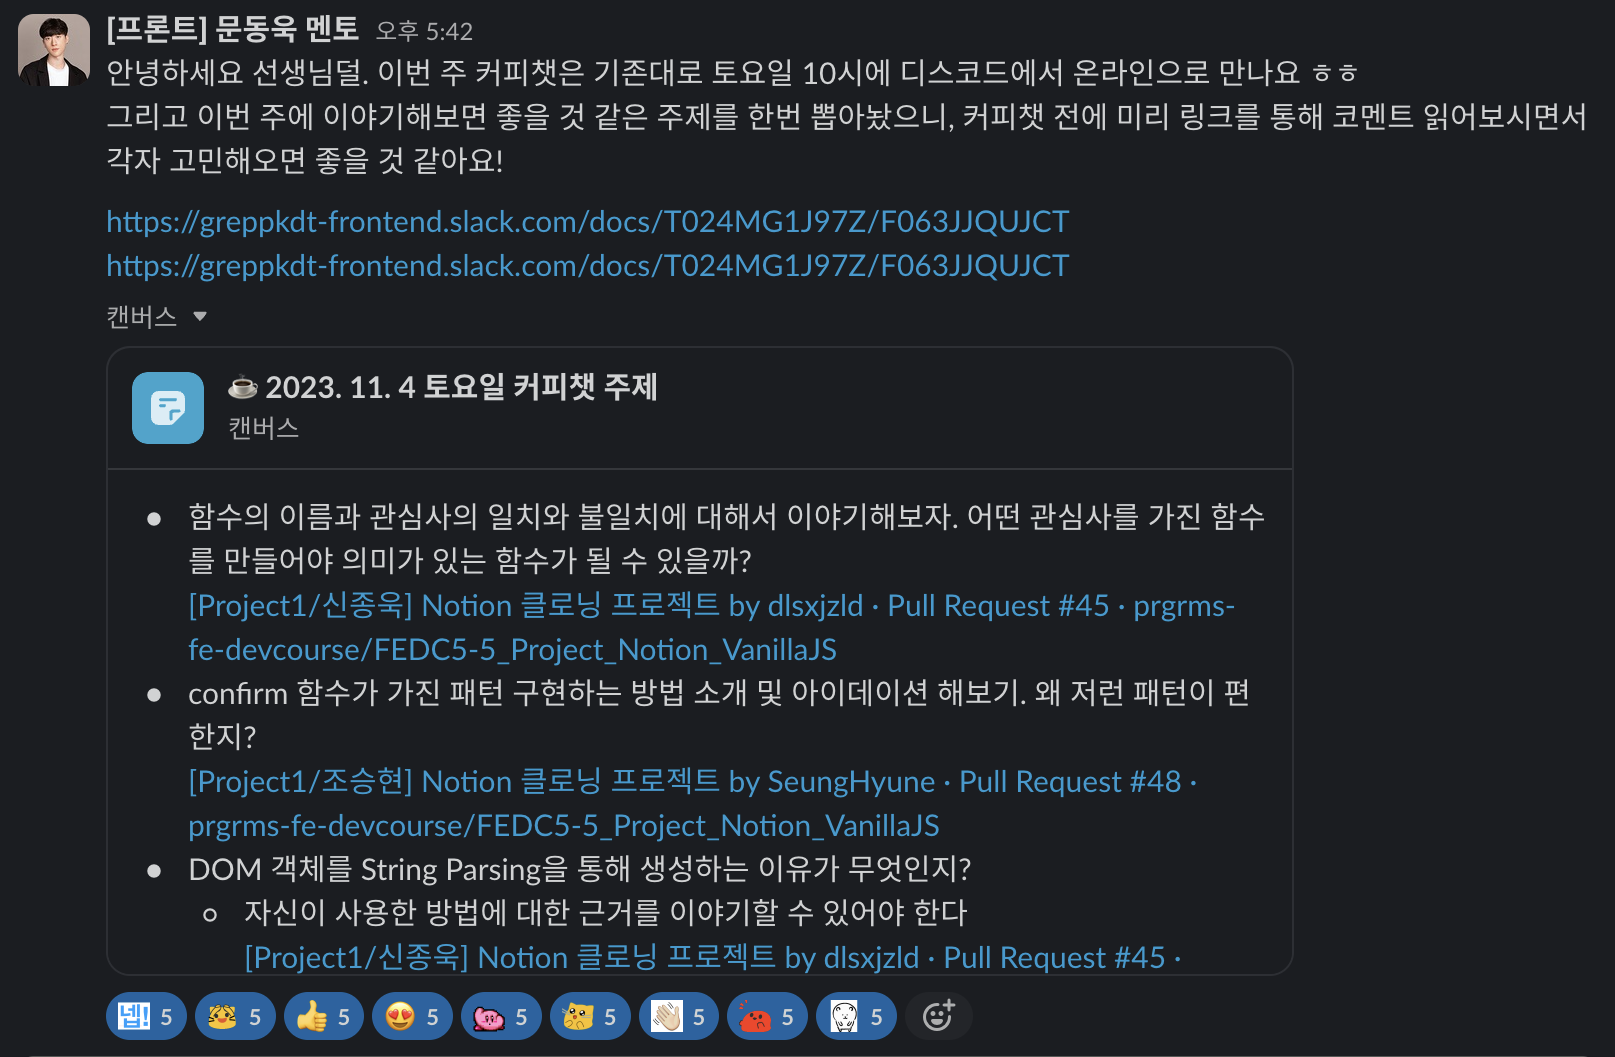 [프론트] 문동욱 멘토 오후 5:42
안녕하세요 선생님덜. 이번 주 커피챗은 기존대로 토요일 10시에 디스코드에서 온라인으로 만나요 ㅎㅎ
그리고 이번 주에 이야기해보면 좋을 것 같은 주제를 한번 뽑아놨으니, 커피챗 전에 미리 링크를 통해 코멘트 읽어보시면서
각자 고민해오면 좋을 것 같아요!
https://greppkdt-frontend.slack.com/docs/T024MG1J97Z/F063JJQUJCT
https://greppkdt-frontend.slack.com/docs/T024MG1J97Z/F063JJQUJCT
캔버스
☕ 2023. 11. 4 토요일 커피챗 주제
캔버스
● 함수의 이름과 관심사의 일치와 불일치에 대해서 이야기해보자. 어떤 관심사를 가진 함수
를 만들어야 의미가 있는 함수가 될 수 있을까?
[Project1/신종욱] Notion 클로닝 프로젝트 by dlsxjzld · Pull Request #45 · prgrms-
fe-devcourse/FEDC5-5_Project_Notion_VanillaJS
● confirm 함수가 가진 패턴 구현하는 방법 소개 및 아이데이션 해보기. 왜 저런 패턴이 편
한지?
[Project1/조승현] Notion 클로닝 프로젝트 by SeungHyune · Pull Request #48 ·
prgrms-fe-devcourse/FEDC5-5_Project_Notion_VanillaJS
● DOM 객체를 String Parsing을 통해 생성하는 이유가 무엇인지?
○ 자신이 사용한 방법에 대한 근거를 이야기할 수 있어야 한다
[Project1/신종욱] Notion 클로닝 프로젝트 by dlsxjzld · Pull Request #45 ·
넵! 5 5 5 5 5 5 5 5 5